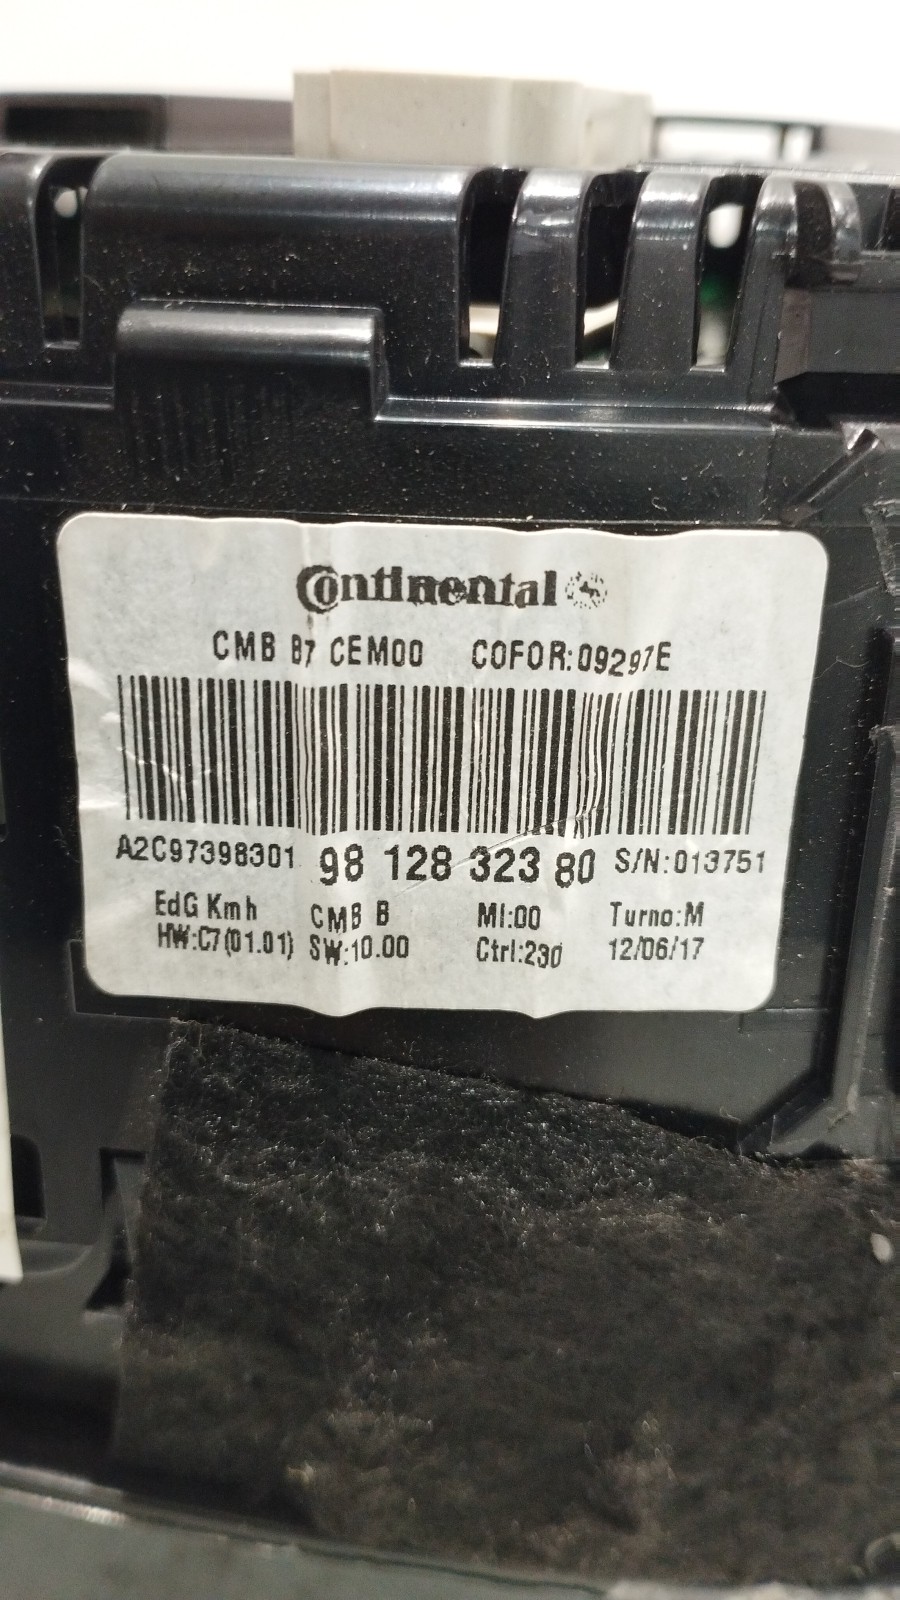 Continental
CMB B7 CEM00 COFOR:09297E
A2C97398301 98 128 323 80 S/N:013751
EdG Kmh CMB B MI:00 Turno:M
HW:C7(01.01) SW:10.00 Ctrl:230 12/06/17